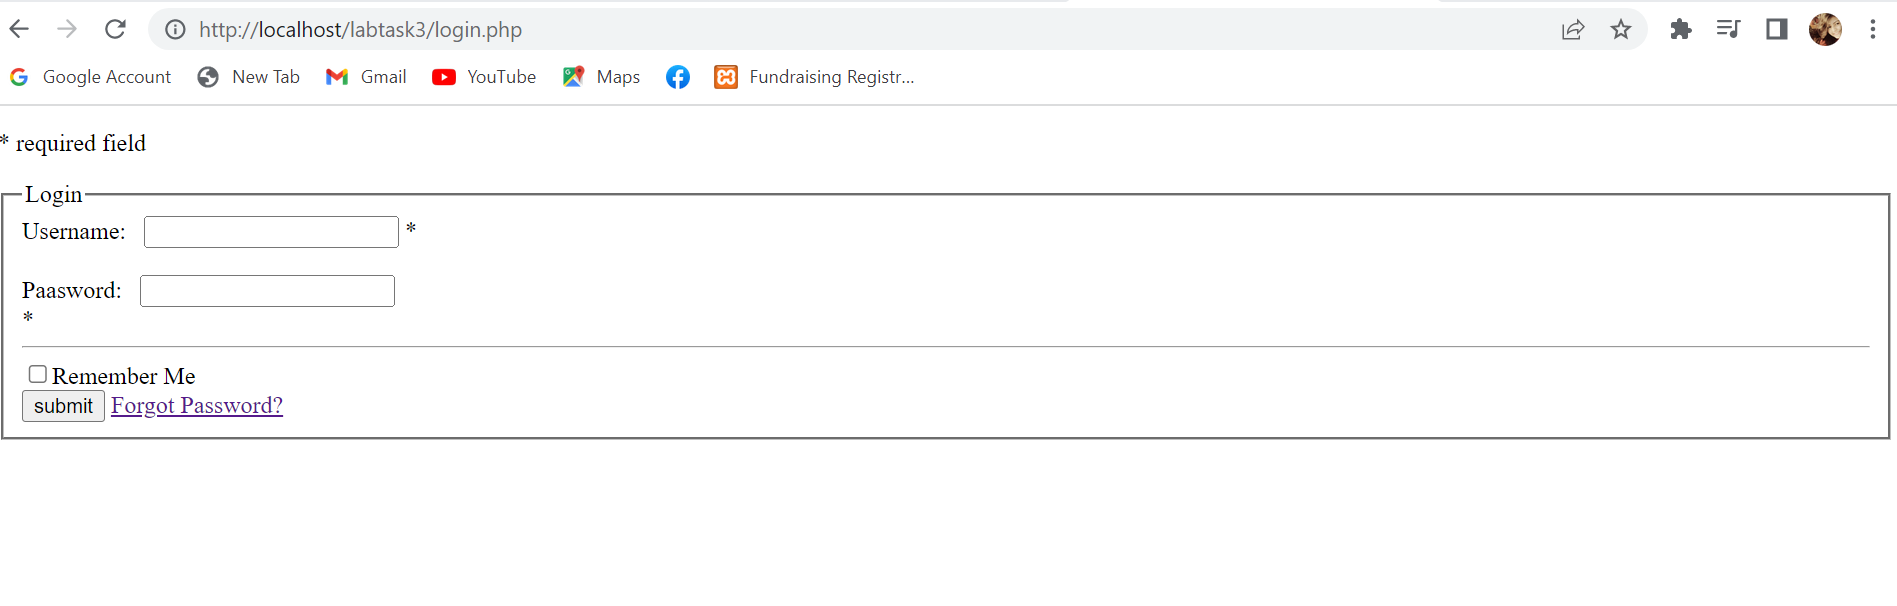 http://localhost/labtask3/login.php
Google Account New Tab Gmail YouTube Maps Fundraising Registr...
* required field
Login
Username: *
Paasword:
*
Remember Me
submit Forgot Password?